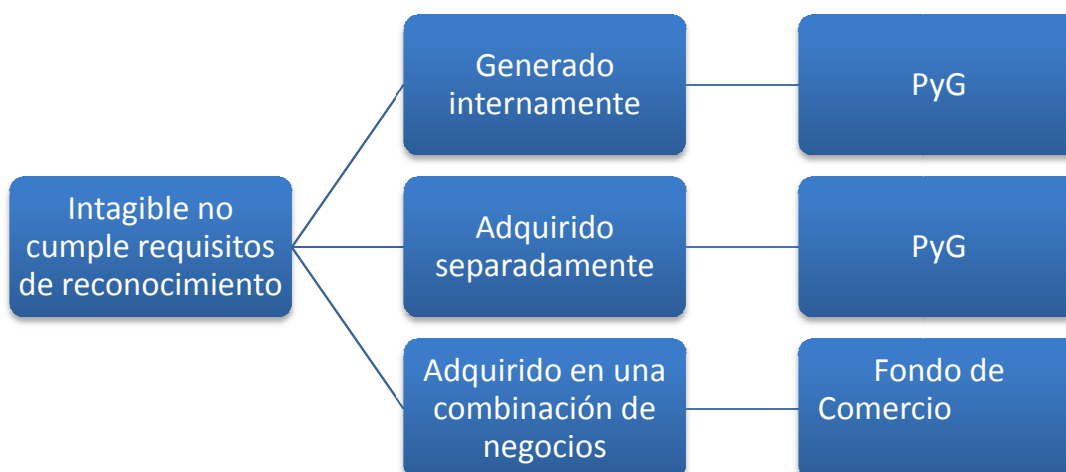 Intagible no
cumple requisitos
de reconocimiento
Generado
internamente
PyG
Adquirido
separadamente
PyG
Adquirido en una
combinación de
negocios
Fondo de
Comercio